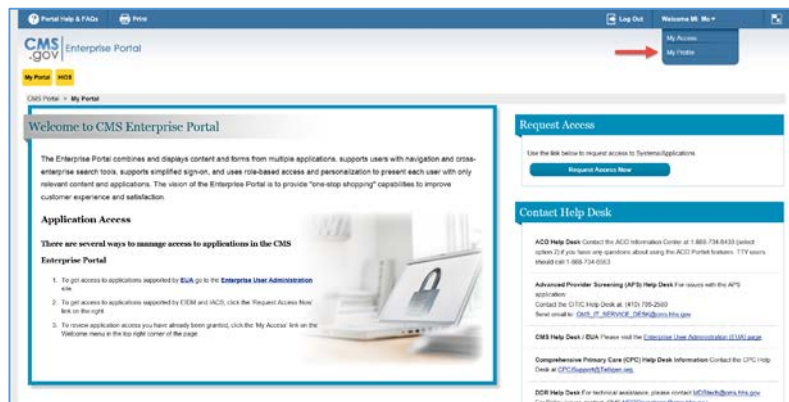 Portal Help & FAQs Print Log Out Welcome Mr. Mo
My Access
My Profile
CMS
.gov Enterprise Portal
My Portal HIOS
CMS Portal > My Portal
Welcome to CMS Enterprise Portal
The Enterprise Portal combines and displays content and forms from multiple applications, supports users with navigation and cross-
enterprise search tools, supports simplified sign-on, and uses role-based access and personalization to present each user with only
relevant content and applications. The vision of the Enterprise Portal is to provide "one-stop shopping" capabilities to improve
customer experience and satisfaction.
Application Access
There are several ways to manage access to applications in the CMS
Enterprise Portal
1. To get access to applications supported by EUA go to the Enterprise User Administration
site
2. To get access to applications supported by EIDM and IACS, click the 'Request Access Now'
link on the right
3. To review application access you have already been granted, click the 'My Access' link on the
Welcome menu in the top right corner of the page.
Request Access
Use the link below to request access to Systems/Applications
Request Access Now
Contact Help Desk
ACO Help Desk Contact the ACO Information Center at 1-888-734-6433 (select
option 2) if you have any questions about using the ACO Portlet features. TTY users
should call 1-888-734-6563
Advanced Provider Screening (APS) Help Desk For issues with the APS
application:
Contact the CITIC Help Desk at: (410) 786-2580
Send email to: CMS_IT_SERVICE_DESK@cms.hhs.gov
CMS Help Desk / EUA Please visit the Enterprise User Administration (EUA) page
Comprehensive Primary Care (CPC) Help Desk Information Contact the CPC Help
Desk at CPCSupport@Telligen.org
DDR Help Desk For technical assistance, please contact